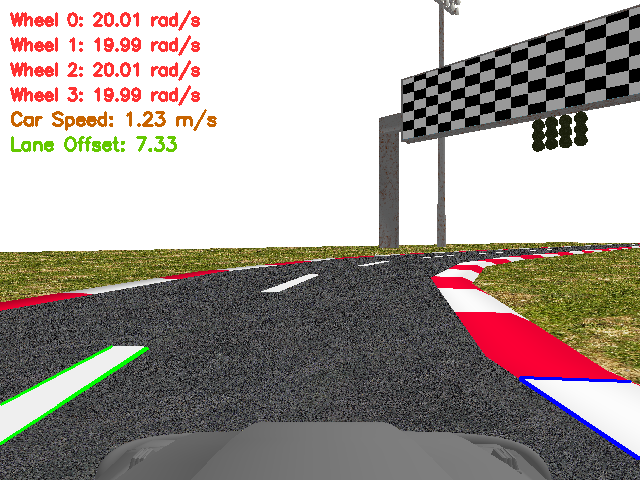 Wheel 0: 20.01 rad/s
Wheel 1: 19.99 rad/s
Wheel 2: 20.01 rad/s
Wheel 3: 19.99 rad/s
Car Speed: 1.23 m/s
Lane Offset: 7.33